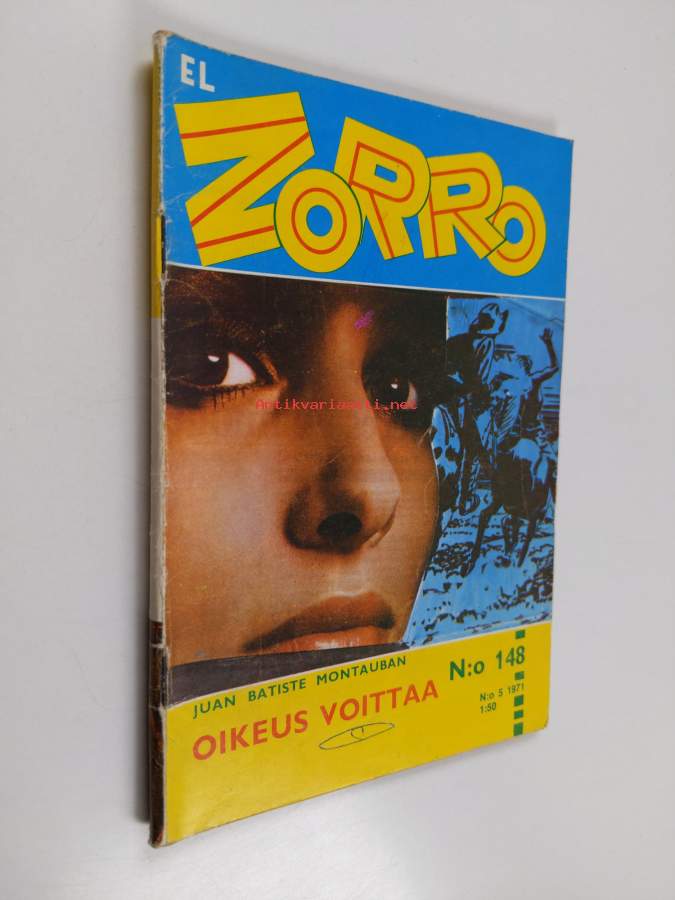 EL
ZORRO
Antikvariaatti.net
JUAN BATISTE MONTAUBAN
N:o 148
OIKEUS VOITTAA
N:o 5 1971
1:50